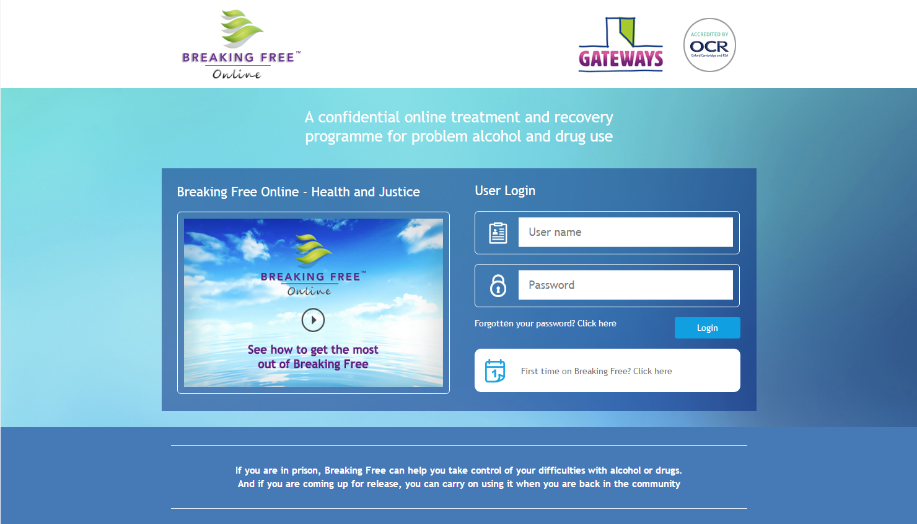 BREAKING FREE™
Online
GATEWAYS
ACCREDITED BY
OCR
Oxford Cambridge and RSA
A confidential online treatment and recovery
programme for problem alcohol and drug use
Breaking Free Online - Health and Justice
BREAKING FREE™
Online
See how to get the most
out of Breaking Free
User Login
User name
Password
Forgotten your password? Click here
Login
1
First time on Breaking Free? Click here
If you are in prison, Breaking Free can help you take control of your difficulties with alcohol or drugs.
And if you are coming up for release, you can carry on using it when you are back in the community